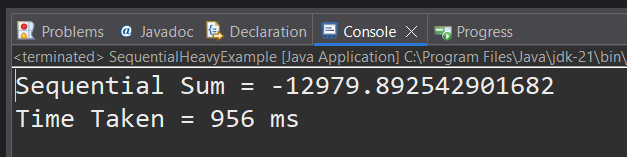 Problems @ Javadoc Declaration Console Progress
<terminated> SequentialHeavyExample [Java Application] C:\Program Files\Java\jdk-21\bin\
Sequential Sum = -12979.892542901682
Time Taken = 956 ms